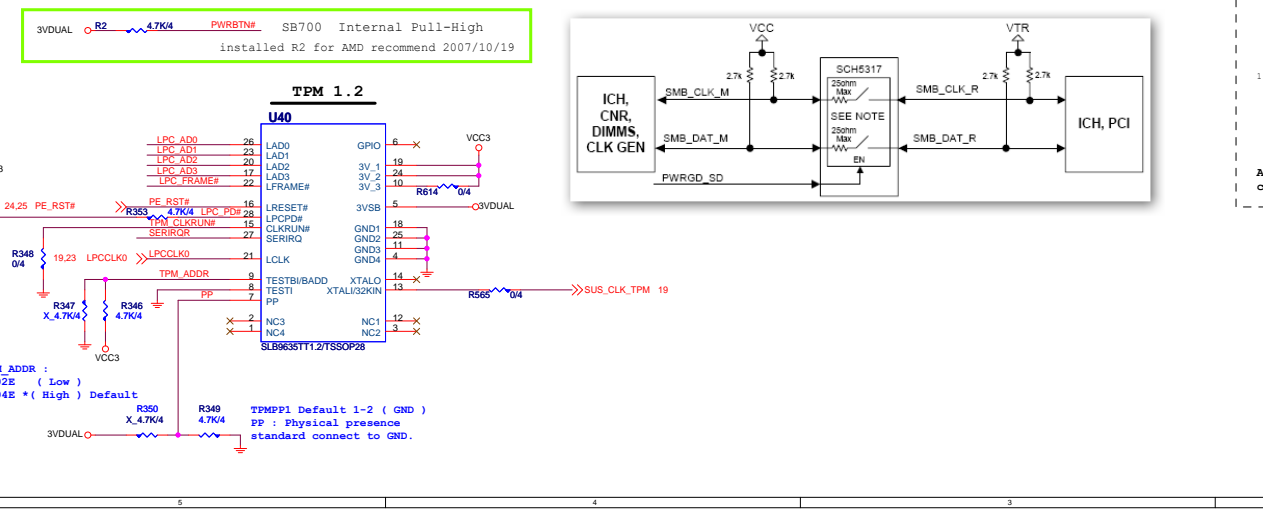 3VDUAL R2 4.7K/4 PWRBTN# SB700 Internal Pull-High
installed R2 for AMD recommend 2007/10/19
TPM 1.2
U40
LPC_AD0 26 LAD0 GPIO 6
LPC_AD1 23 LAD1
LPC_AD2 20 LAD2 3V_1 19 VCC3
LPC_AD3 17 LAD3 3V_2 24
LPC_FRAME# 22 LFRAME# 3V_3 10 R614 0/4
24,25 PE_RST# PE_RST# 16 LRESET# 3VSB 5 3VDUAL
R353 4.7K/4 LPC_PD# 28 LPCPD#
TPM_CLKRUN# 15 CLKRUN# GND1 18
SERIRQR 27 SERIRQ GND2 25
GND3 11
R348 0/4
19,23 LPCCLK0 LPCCLK0 21 LCLK GND4 4
TPM_ADDR 9 TESTBI/BADD XTALO 14
8 TESTI XTALI/32KIN 13 R565 0/4 SUS_CLK_TPM 19
PP 7 PP
R347 X_4.7K/4
R346 4.7K/4
2 NC3 NC1 12
1 NC4 NC2 3
SLB9635TT1.2/TSSOP28
VCC3
_ADDR :
02E ( Low )
04E *( High ) Default
R350 X_4.7K/4
R349 4.7K/4
3VDUAL
TPMPP1 Default 1-2 ( GND )
PP : Physical presence
standard connect to GND.
VCC VTR
2.7k 2.7k SCH5317 2.7k 2.7k
ICH,
CNR,
DIMMS,
CLK GEN
SMB_CLK_M 25ohm Max SMB_CLK_R
SEE NOTE
SMB_DAT_M 25ohm Max SMB_DAT_R
EN
PWRGD_SD
ICH, PCI
3
1
A
c
5 4 3